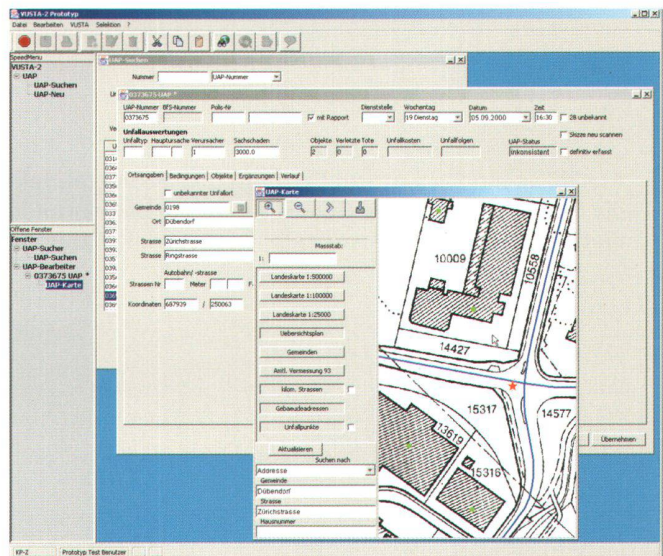 VUSTA-2 Prototyp
Datei Bearbeiten VUSTA Selektion ?
SpeedMenu
VUSTA-2
UAP
UAP-Suchen
UAP-Neu
Offene Fenster
Fenster
UAP-Sucher
UAP-Suchen
UAP-Bearbeiter
0373675 UAP *
UAP-Karte
UAP-Suchen
Nummer UAP-Nummer
0373675 UAP *
UAP-Nummer BFS-Nummer Polis-Nr Dienststelle Wochentag Datum Zeit
0373675 mit Rapport 19 Dienstag 05.09.2000 16:30 ZB unbekannt
Unfallauswertungen
Skizze neu scannen
Unfalltyp Hauptursache Verursacher Sachschaden Objekte Verletzte Tote Unfallkosten Unfallfolgen UAP-Status
1 3000.0 2 0 0 inkonsistent definitiv erfasst
Ortsangaben Bedingungen Objekte Ergänzungen Verlauf
unbekannter Unfallort
Gemeinde 0198
Ort Dübendorf
Strasse Zürichstrasse
Strasse Ringstrasse
Autobahn/ -strasse
Strassen Nr Meter F.
Koordinaten 687939 / 250063
Übernehmen
UAP-Karte
Massstab:
1:
Landeskarte 1:500000
Landeskarte 1:100000
Landeskarte 1:25000
Uebersichtsplan
Gemeinden
Amtl. Vermessung 93
kilom. Strassen
Gebaeudeadressen
Unfallpunkte
Aktualisieren
Suchen nach
Addresse
Gemeinde
Dübendorf
Strasse
Zürichstrasse
Hausnummer
10009
10558
14427
15317
14577
13619
15316
KP-Z Prototyp Test Benutzer